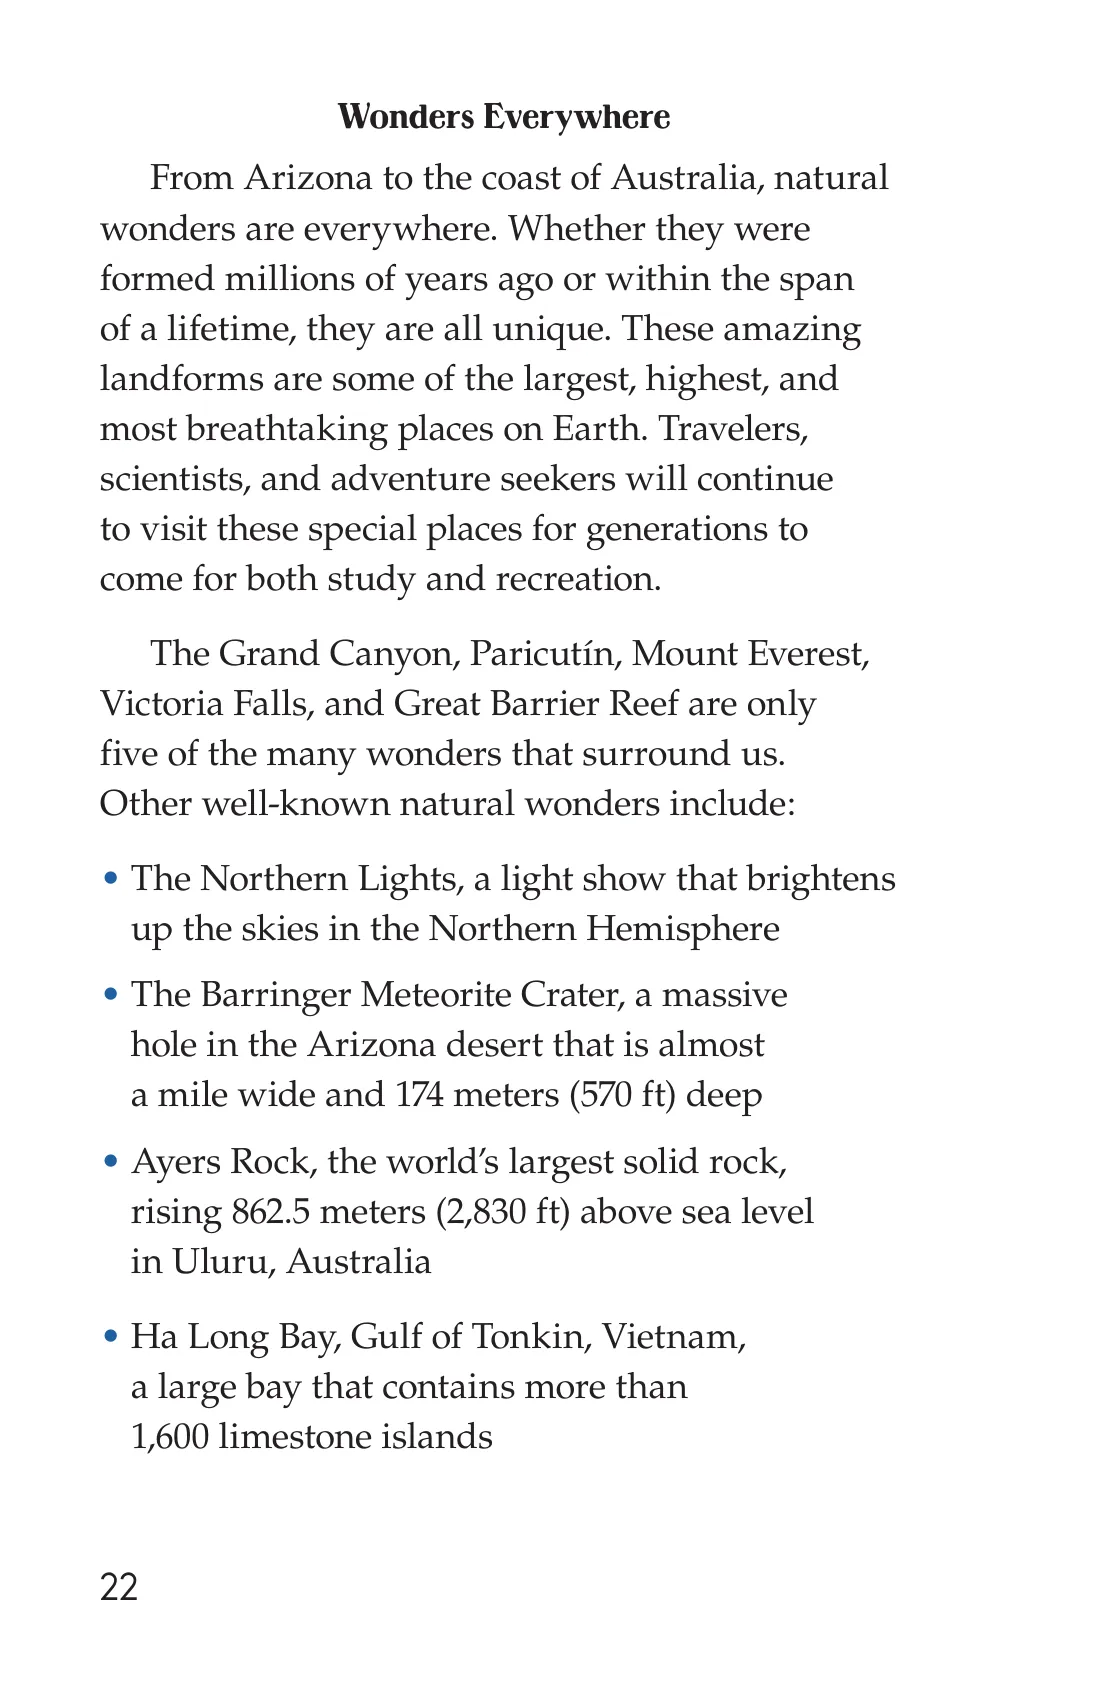 Wonders Everywhere
From Arizona to the coast of Australia, natural
wonders are everywhere. Whether they were
formed millions of years ago or within the span
of a lifetime, they are all unique. These amazing
landforms are some of the largest, highest, and
most breathtaking places on Earth. Travelers,
scientists, and adventure seekers will continue
to visit these special places for generations to
come for both study and recreation.
The Grand Canyon, Paricutín, Mount Everest,
Victoria Falls, and Great Barrier Reef are only
five of the many wonders that surround us.
Other well-known natural wonders include:
• The Northern Lights, a light show that brightens
up the skies in the Northern Hemisphere
• The Barringer Meteorite Crater, a massive
hole in the Arizona desert that is almost
a mile wide and 174 meters (570 ft) deep
• Ayers Rock, the world’s largest solid rock,
rising 862.5 meters (2,830 ft) above sea level
in Uluru, Australia
• Ha Long Bay, Gulf of Tonkin, Vietnam,
a large bay that contains more than
1,600 limestone islands
22